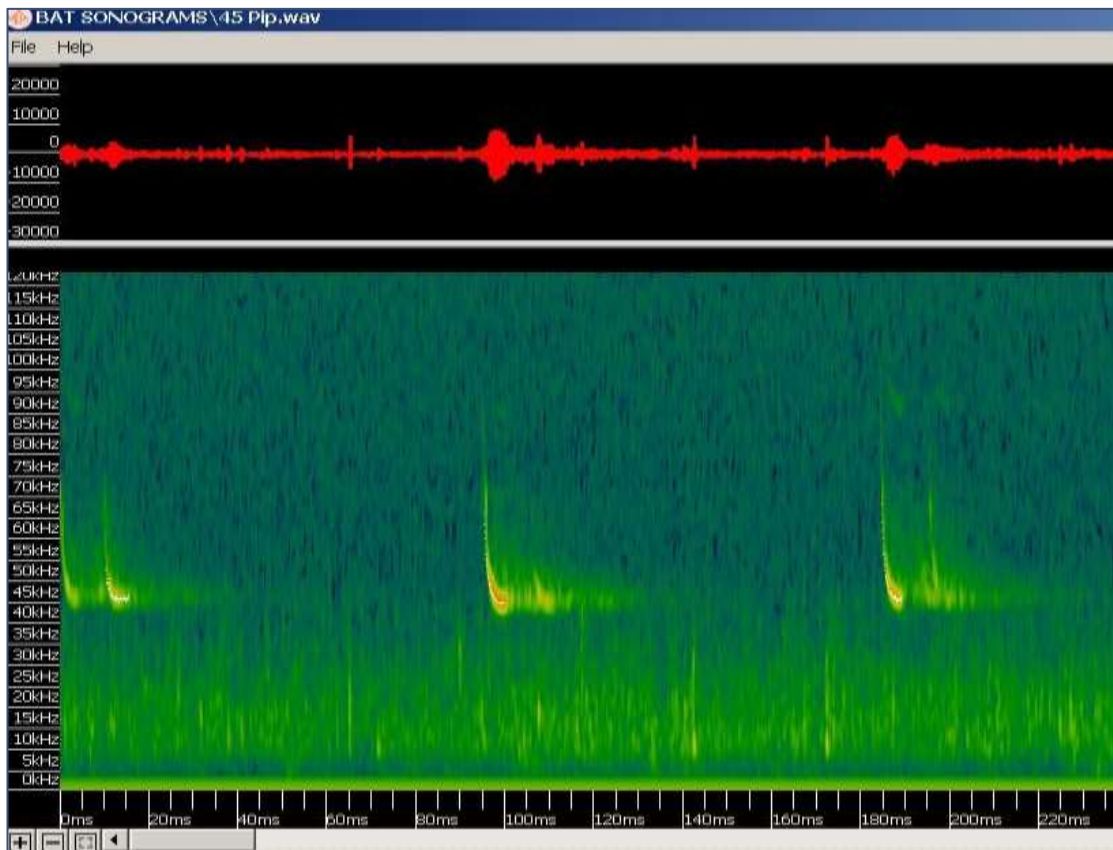 BAT SONOGRAMS\45 Pip.wav
File Help
20000
10000
0
-10000
-20000
-30000
120kHz
115kHz
110kHz
105kHz
100kHz
95kHz
90kHz
85kHz
80kHz
75kHz
70kHz
65kHz
60kHz
55kHz
50kHz
45kHz
40kHz
35kHz
30kHz
25kHz
20kHz
15kHz
10kHz
5kHz
0kHz
0ms 20ms 40ms 60ms 80ms 100ms 120ms 140ms 160ms 180ms 200ms 220ms